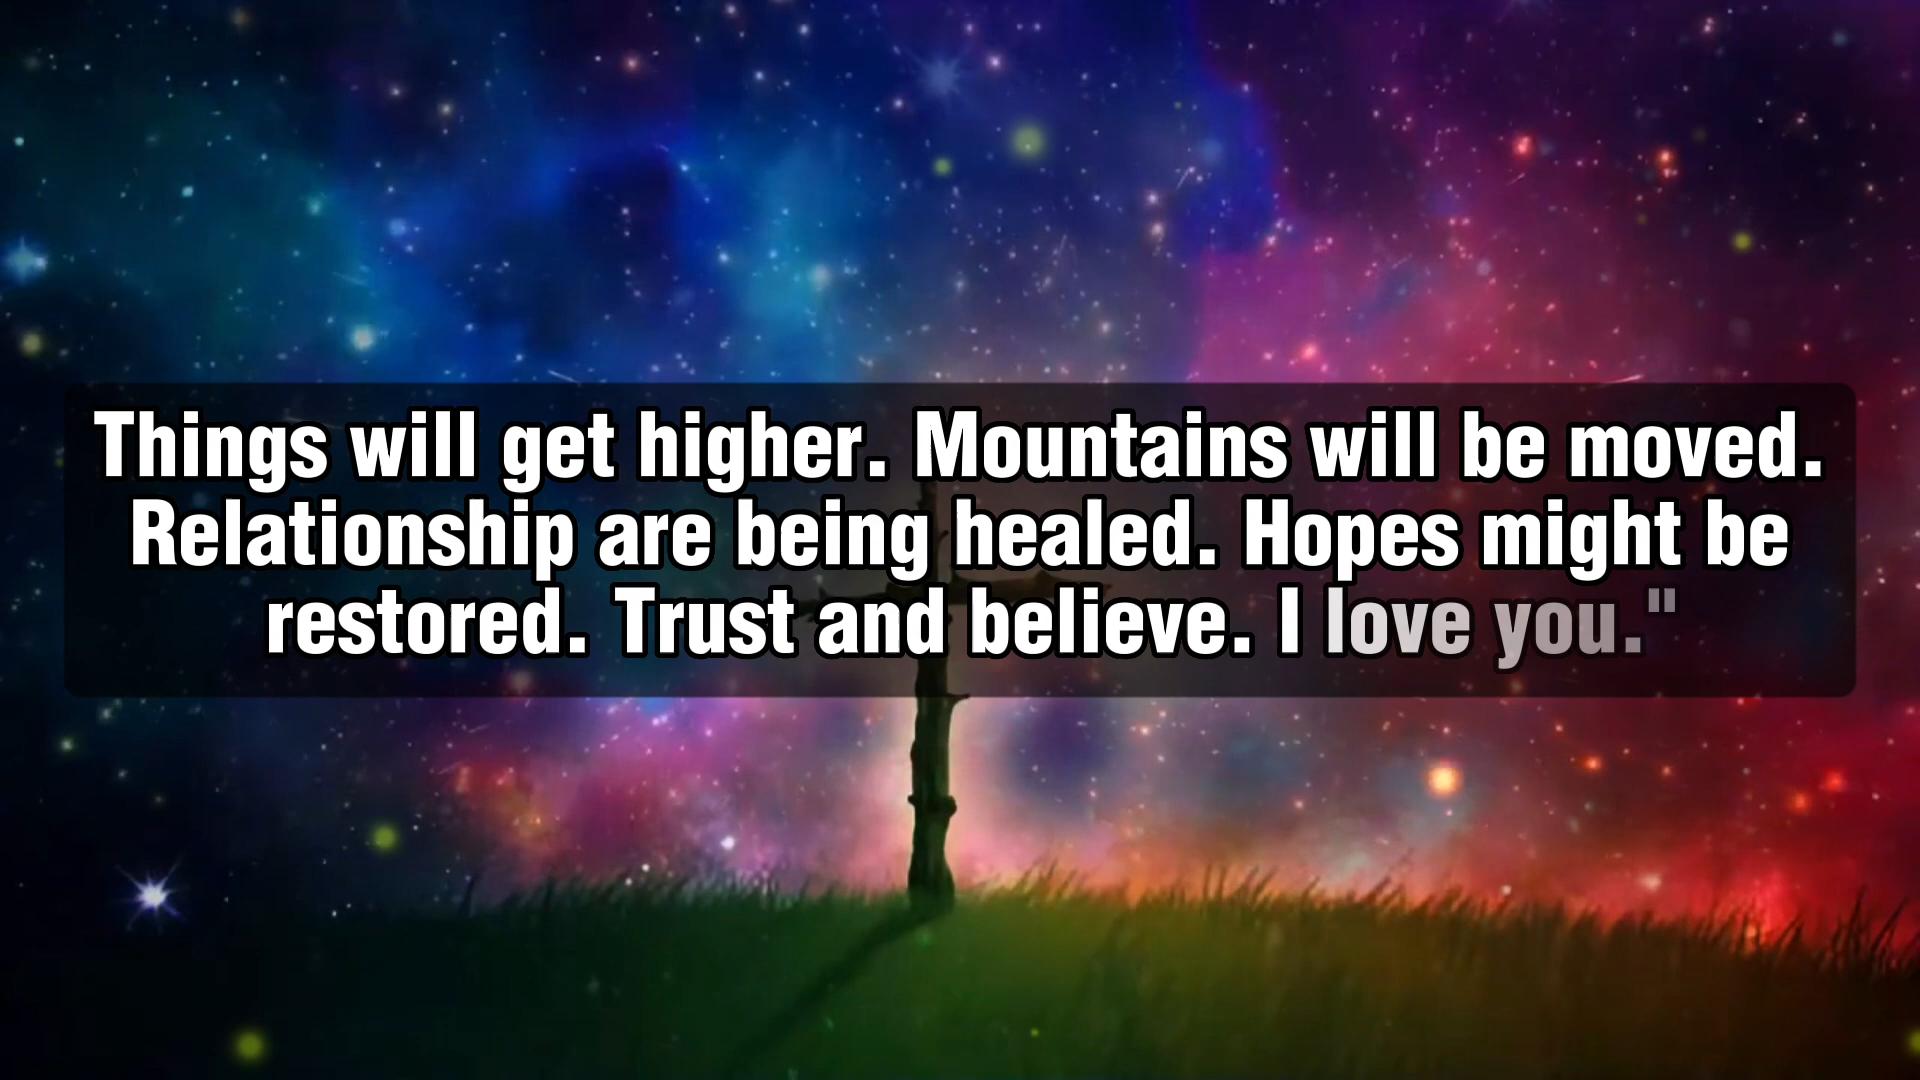 Things will get higher. Mountains will be moved.
Relationship are being healed. Hopes might be
restored. Trust and believe. I love you."